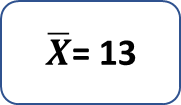 X̅ = 13